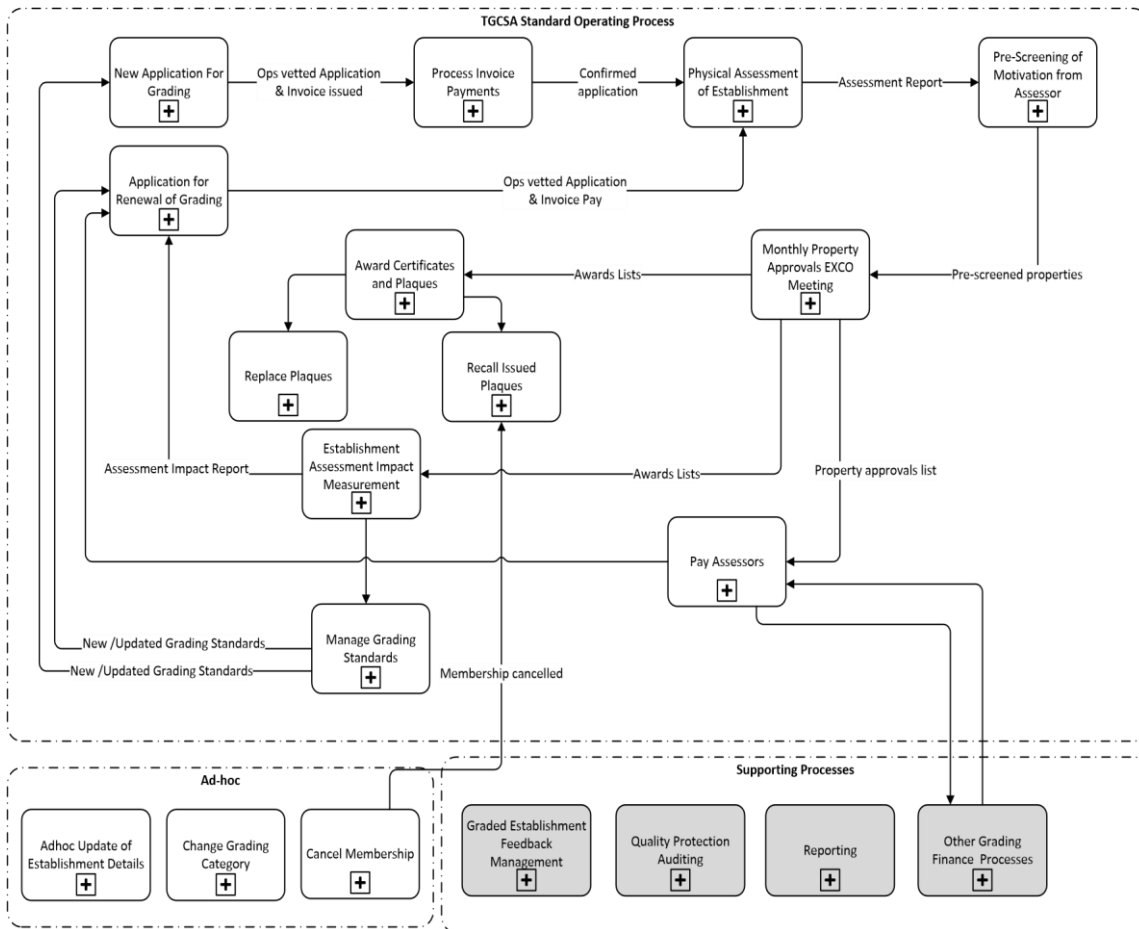 TGCSA Standard Operating Process
New Application For
Grading
Ops vetted Application
& Invoice issued
Process Invoice
Payments
Confirmed
application
Physical Assessment
of Establishment
Assessment Report
Pre-Screening of
Motivation from
Assessor
Application for
Renewal of Grading
Ops vetted Application
& Invoice Pay
Award Certificates
and Plaques
Awards Lists
Monthly Property
Approvals EXCO
Meeting
Pre-screened properties
Replace Plaques
Recall Issued
Plaques
Assessment Impact Report
Establishment
Assessment Impact
Measurement
Awards Lists
Property approvals list
Pay Assessors
New /Updated Grading Standards
New /Updated Grading Standards
Manage Grading
Standards
Membership cancelled
Ad-hoc
Adhoc Update of
Establishment Details
Change Grading
Category
Cancel Membership
Supporting Processes
Graded Establishment
Feedback
Management
Quality Protection
Auditing
Reporting
Other Grading
Finance Processes